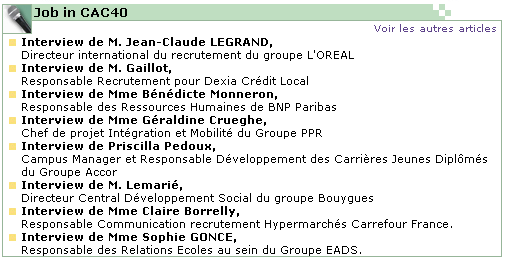 Job in CAC40
Voir les autres articles
Interview de M. Jean-Claude LEGRAND,
Directeur international du recrutement du groupe L'OREAL
Interview de M. Gaillot,
Responsable Recrutement pour Dexia Crédit Local
Interview de Mme Bénédicte Monneron,
Responsable des Ressources Humaines de BNP Paribas
Interview de Mme Géraldine Crueghe,
Chef de projet Intégration et Mobilité du Groupe PPR
Interview de Priscilla Pedoux,
Campus Manager et Responsable Développement des Carrières Jeunes Diplômés
du Groupe Accor
Interview de M. Lemarié,
Directeur Central Développement Social du groupe Bouygues
Interview de Mme Claire Borrelly,
Responsable Communication recrutement Hypermarchés Carrefour France.
Interview de Mme Sophie GONCE,
Responsable des Relations Ecoles au sein du Groupe EADS.